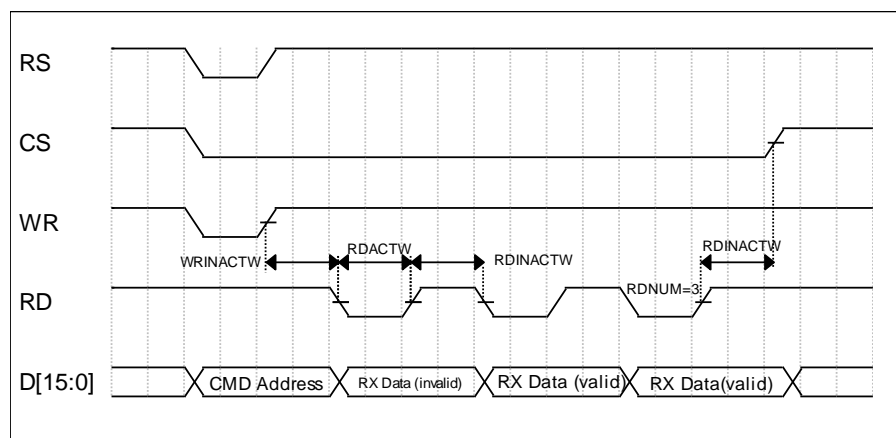 RS
CS
WR
WRINACTW
RDACTW
RDINACTW
RDINACTW
RD
RDNUM=3
D[15:0]
CMD Address
RX Data (invalid)
RX Data (valid)
RX Data(valid)